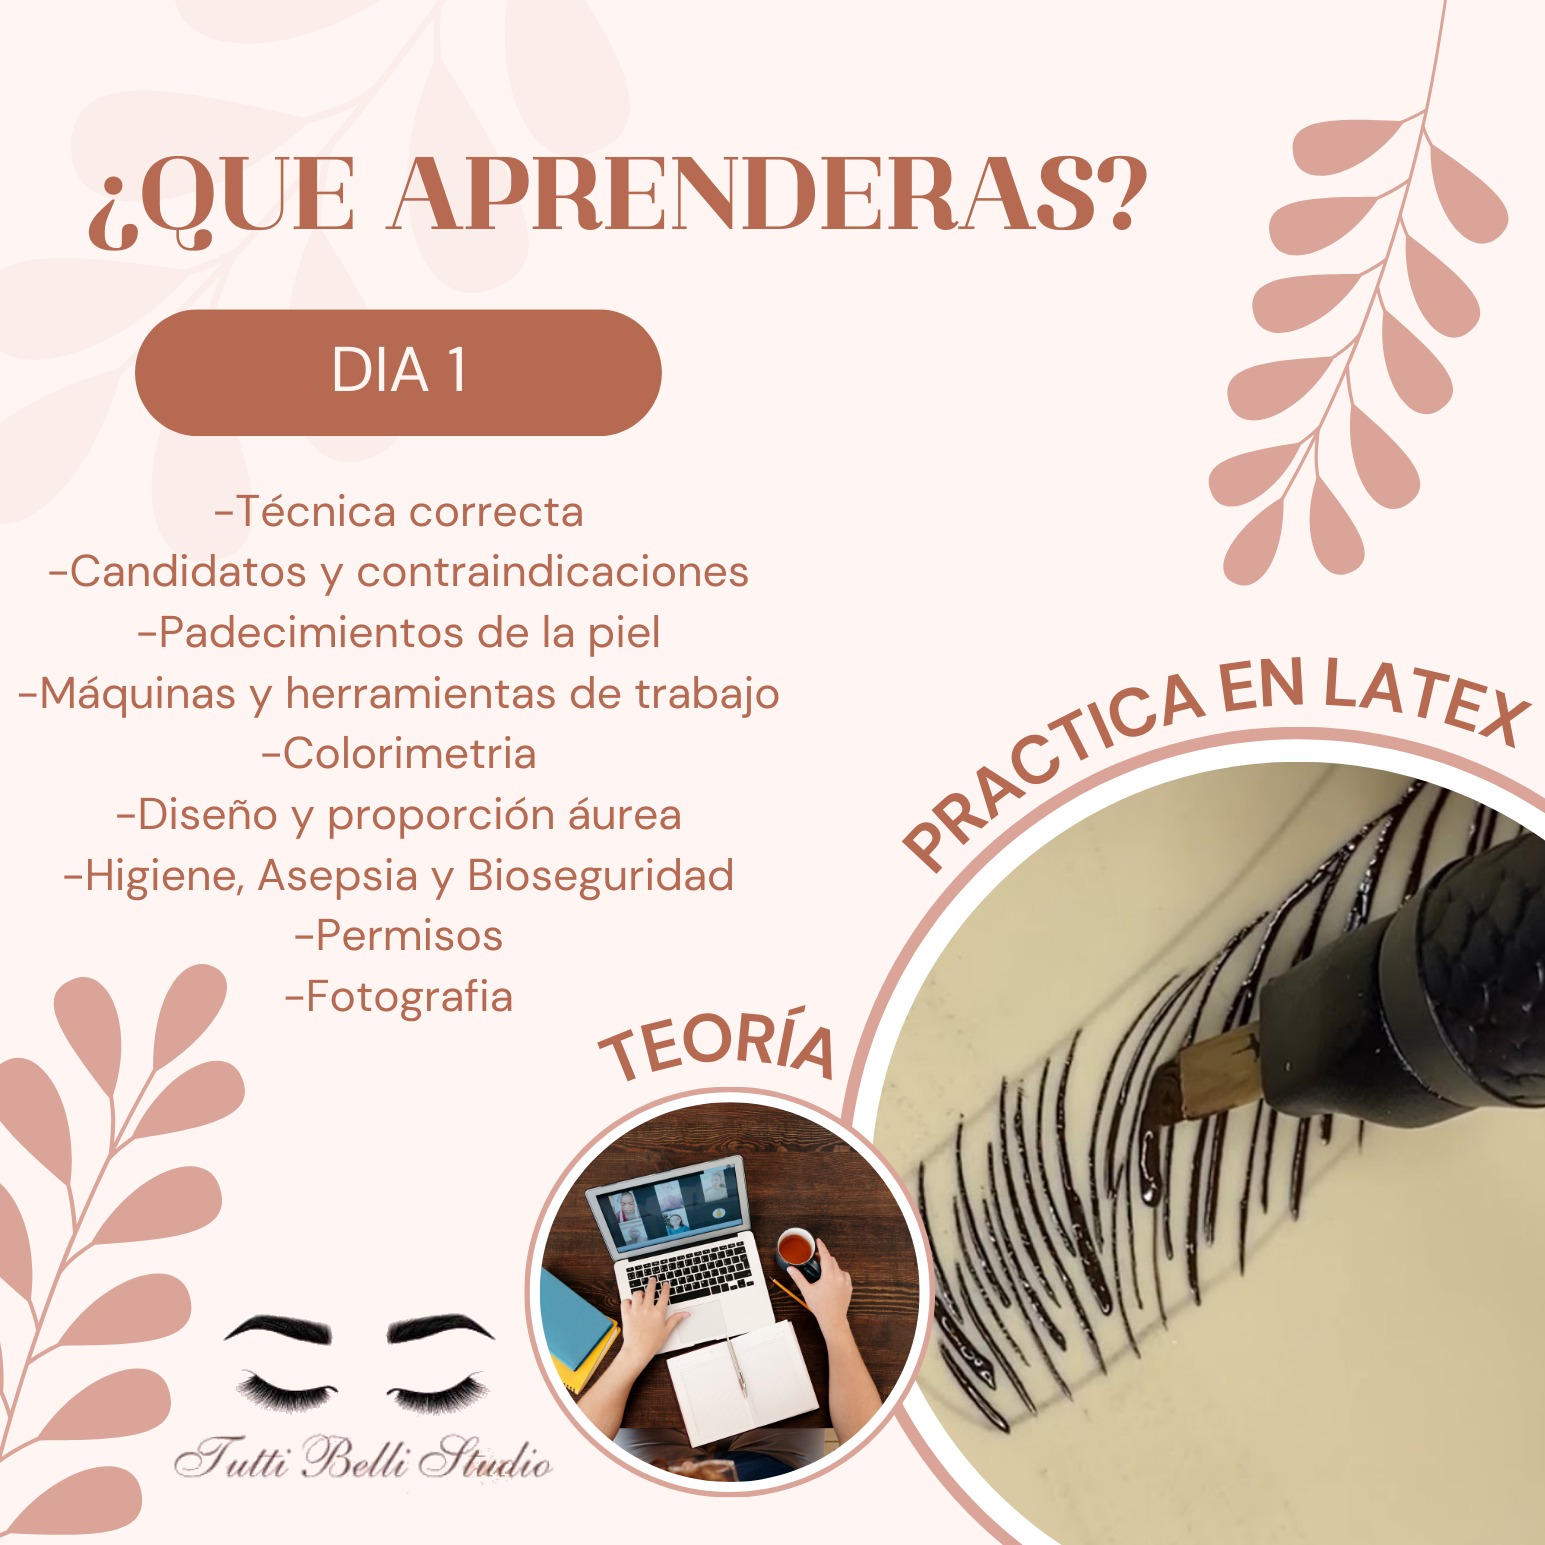 ¿QUE APRENDERAS?
DIA 1
-Técnica correcta
-Candidatos y contraindicaciones
-Padecimientos de la piel
-Máquinas y herramientas de trabajo
-Colorimetria
-Diseño y proporción áurea
-Higiene, Asepsia y Bioseguridad
-Permisos
-Fotografia
PRACTICA EN LATEX
TEORÍA
Tutti Belli Studio